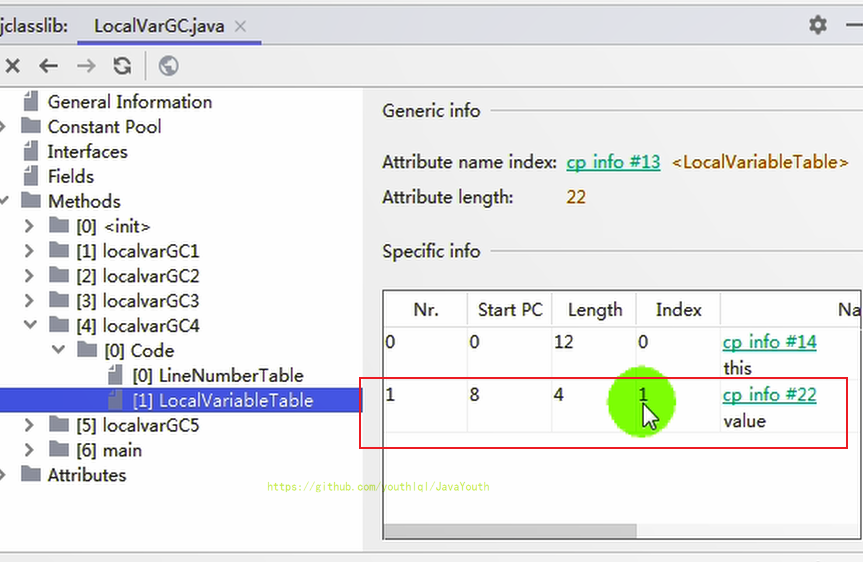 jclasslib: LocalVarGC.java
General Information
Constant Pool
Interfaces
Fields
Methods
[0] <init>
[1] localvarGC1
[2] localvarGC2
[3] localvarGC3
[4] localvarGC4
[0] Code
[0] LineNumberTable
[1] LocalVariableTable
[5] localvarGC5
[6] main
Attributes
Generic info
Attribute name index: cp info #13 <LocalVariableTable>
Attribute length: 22
Specific info
Nr. Start PC Length Index Na
0 0 12 0 cp info #14
this
1 8 4 1 cp info #22
value
https://github.com/youthlql/JavaYouth